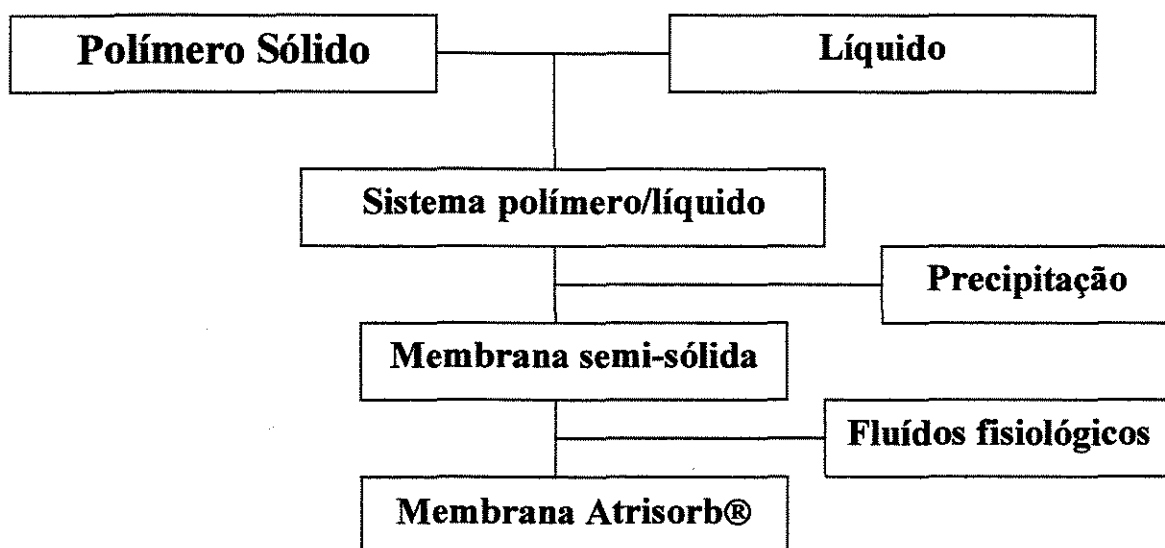 Polímero Sólido
Líquido
Sistema polímero/líquido
Precipitação
Membrana semi-sólida
Fluídos fisiológicos
Membrana Atrisorb®